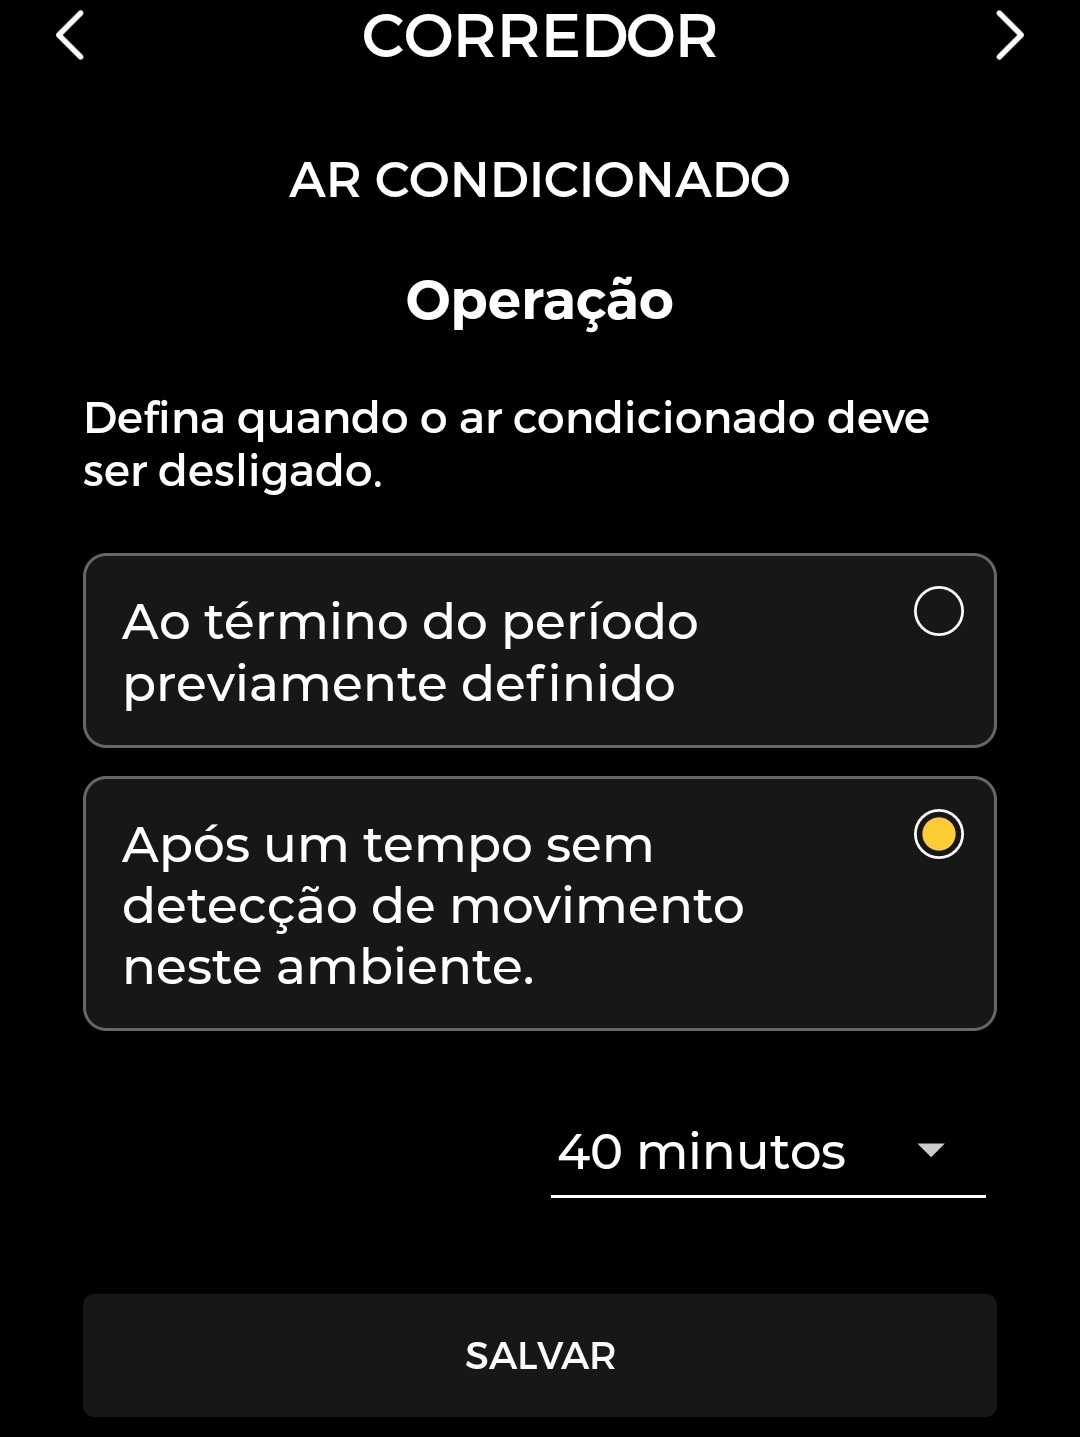 CORREDOR
AR CONDICIONADO
Operação
Defina quando o ar condicionado deve
ser desligado.
Ao término do período
previamente definido
Após um tempo sem
detecção de movimento
neste ambiente.
40 minutos
SALVAR